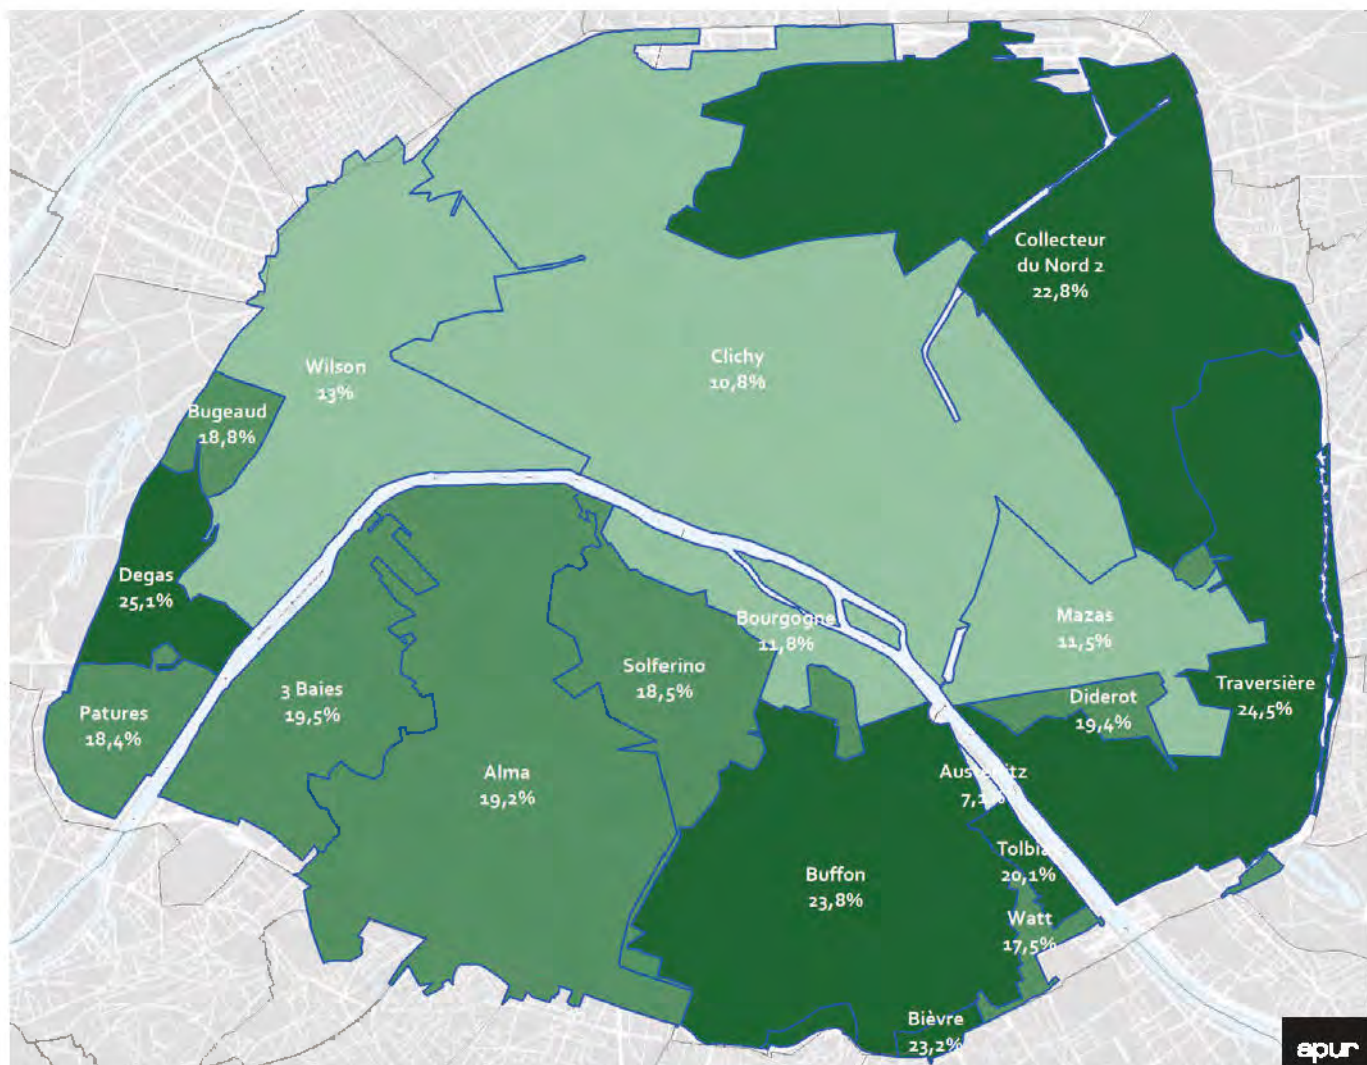 Collecteur
du Nord 2
22,8%
Clichy
10,8%
Wilson
13%
Bugeaud
18,8%
Degas
25,1%
Bourgogne
11,8%
Mazas
11,5%
Solferino
18,5%
3 Baies
19,5%
Patures
18,4%
Traversière
24,5%
Diderot
19,4%
Alma
19,2%
Buffon
23,8%
20,1%
Watt
17,5%
Bièvre
23,2%
apur